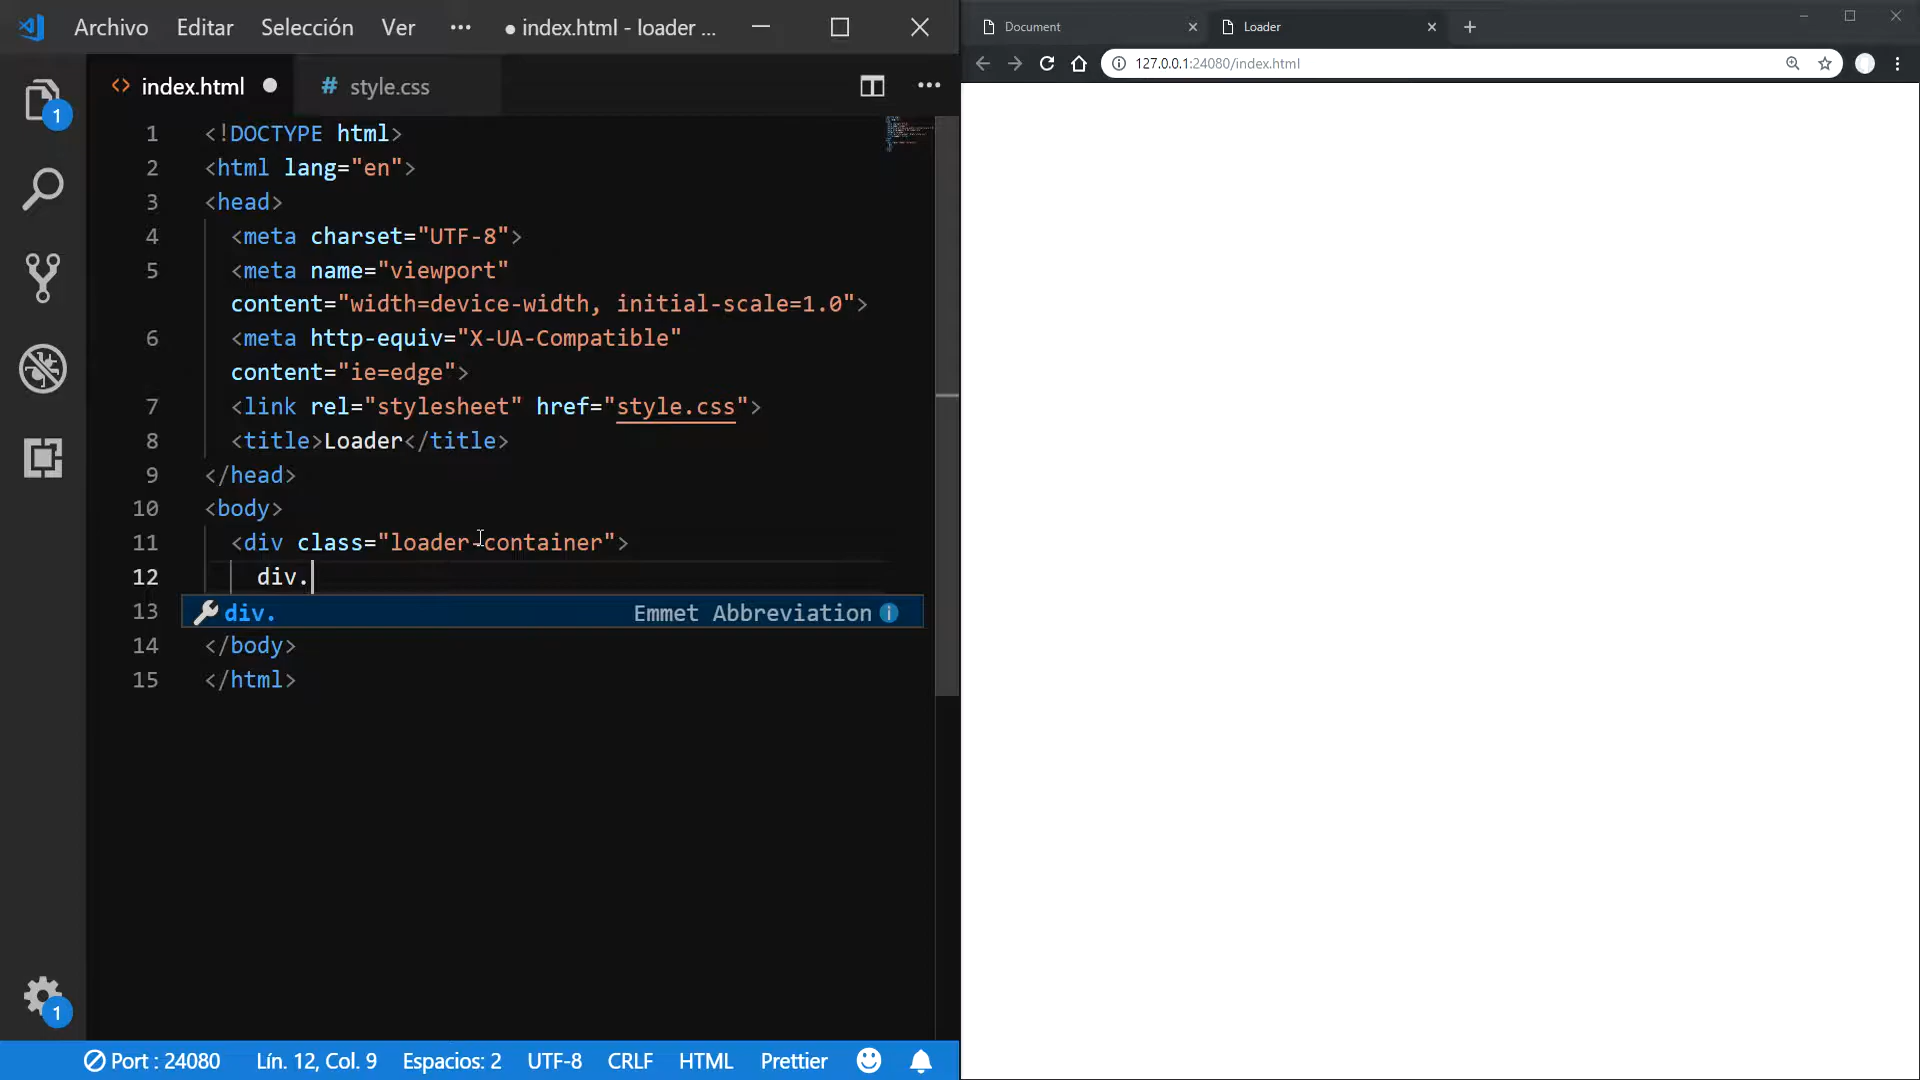 Archivo Editar Selección Ver ··· ● index.html - loader ...
index.html ● # style.css ···
1 <!DOCTYPE html>
2 <html lang="en">
3 <head>
4 <meta charset="UTF-8">
5 <meta name="viewport"
content="width=device-width, initial-scale=1.0">
6 <meta http-equiv="X-UA-Compatible"
content="ie=edge">
7 <link rel="stylesheet" href="style.css">
8 <title>Loader</title>
9 </head>
10 <body>
11 <div class="loader-container">
12 div.
13 div. Emmet Abbreviation
14 </body>
15 </html>
1
1
Port : 24080 Lín. 12, Col. 9 Espacios: 2 UTF-8 CRLF HTML Prettier
Document Loader
127.0.0.1:24080/index.html